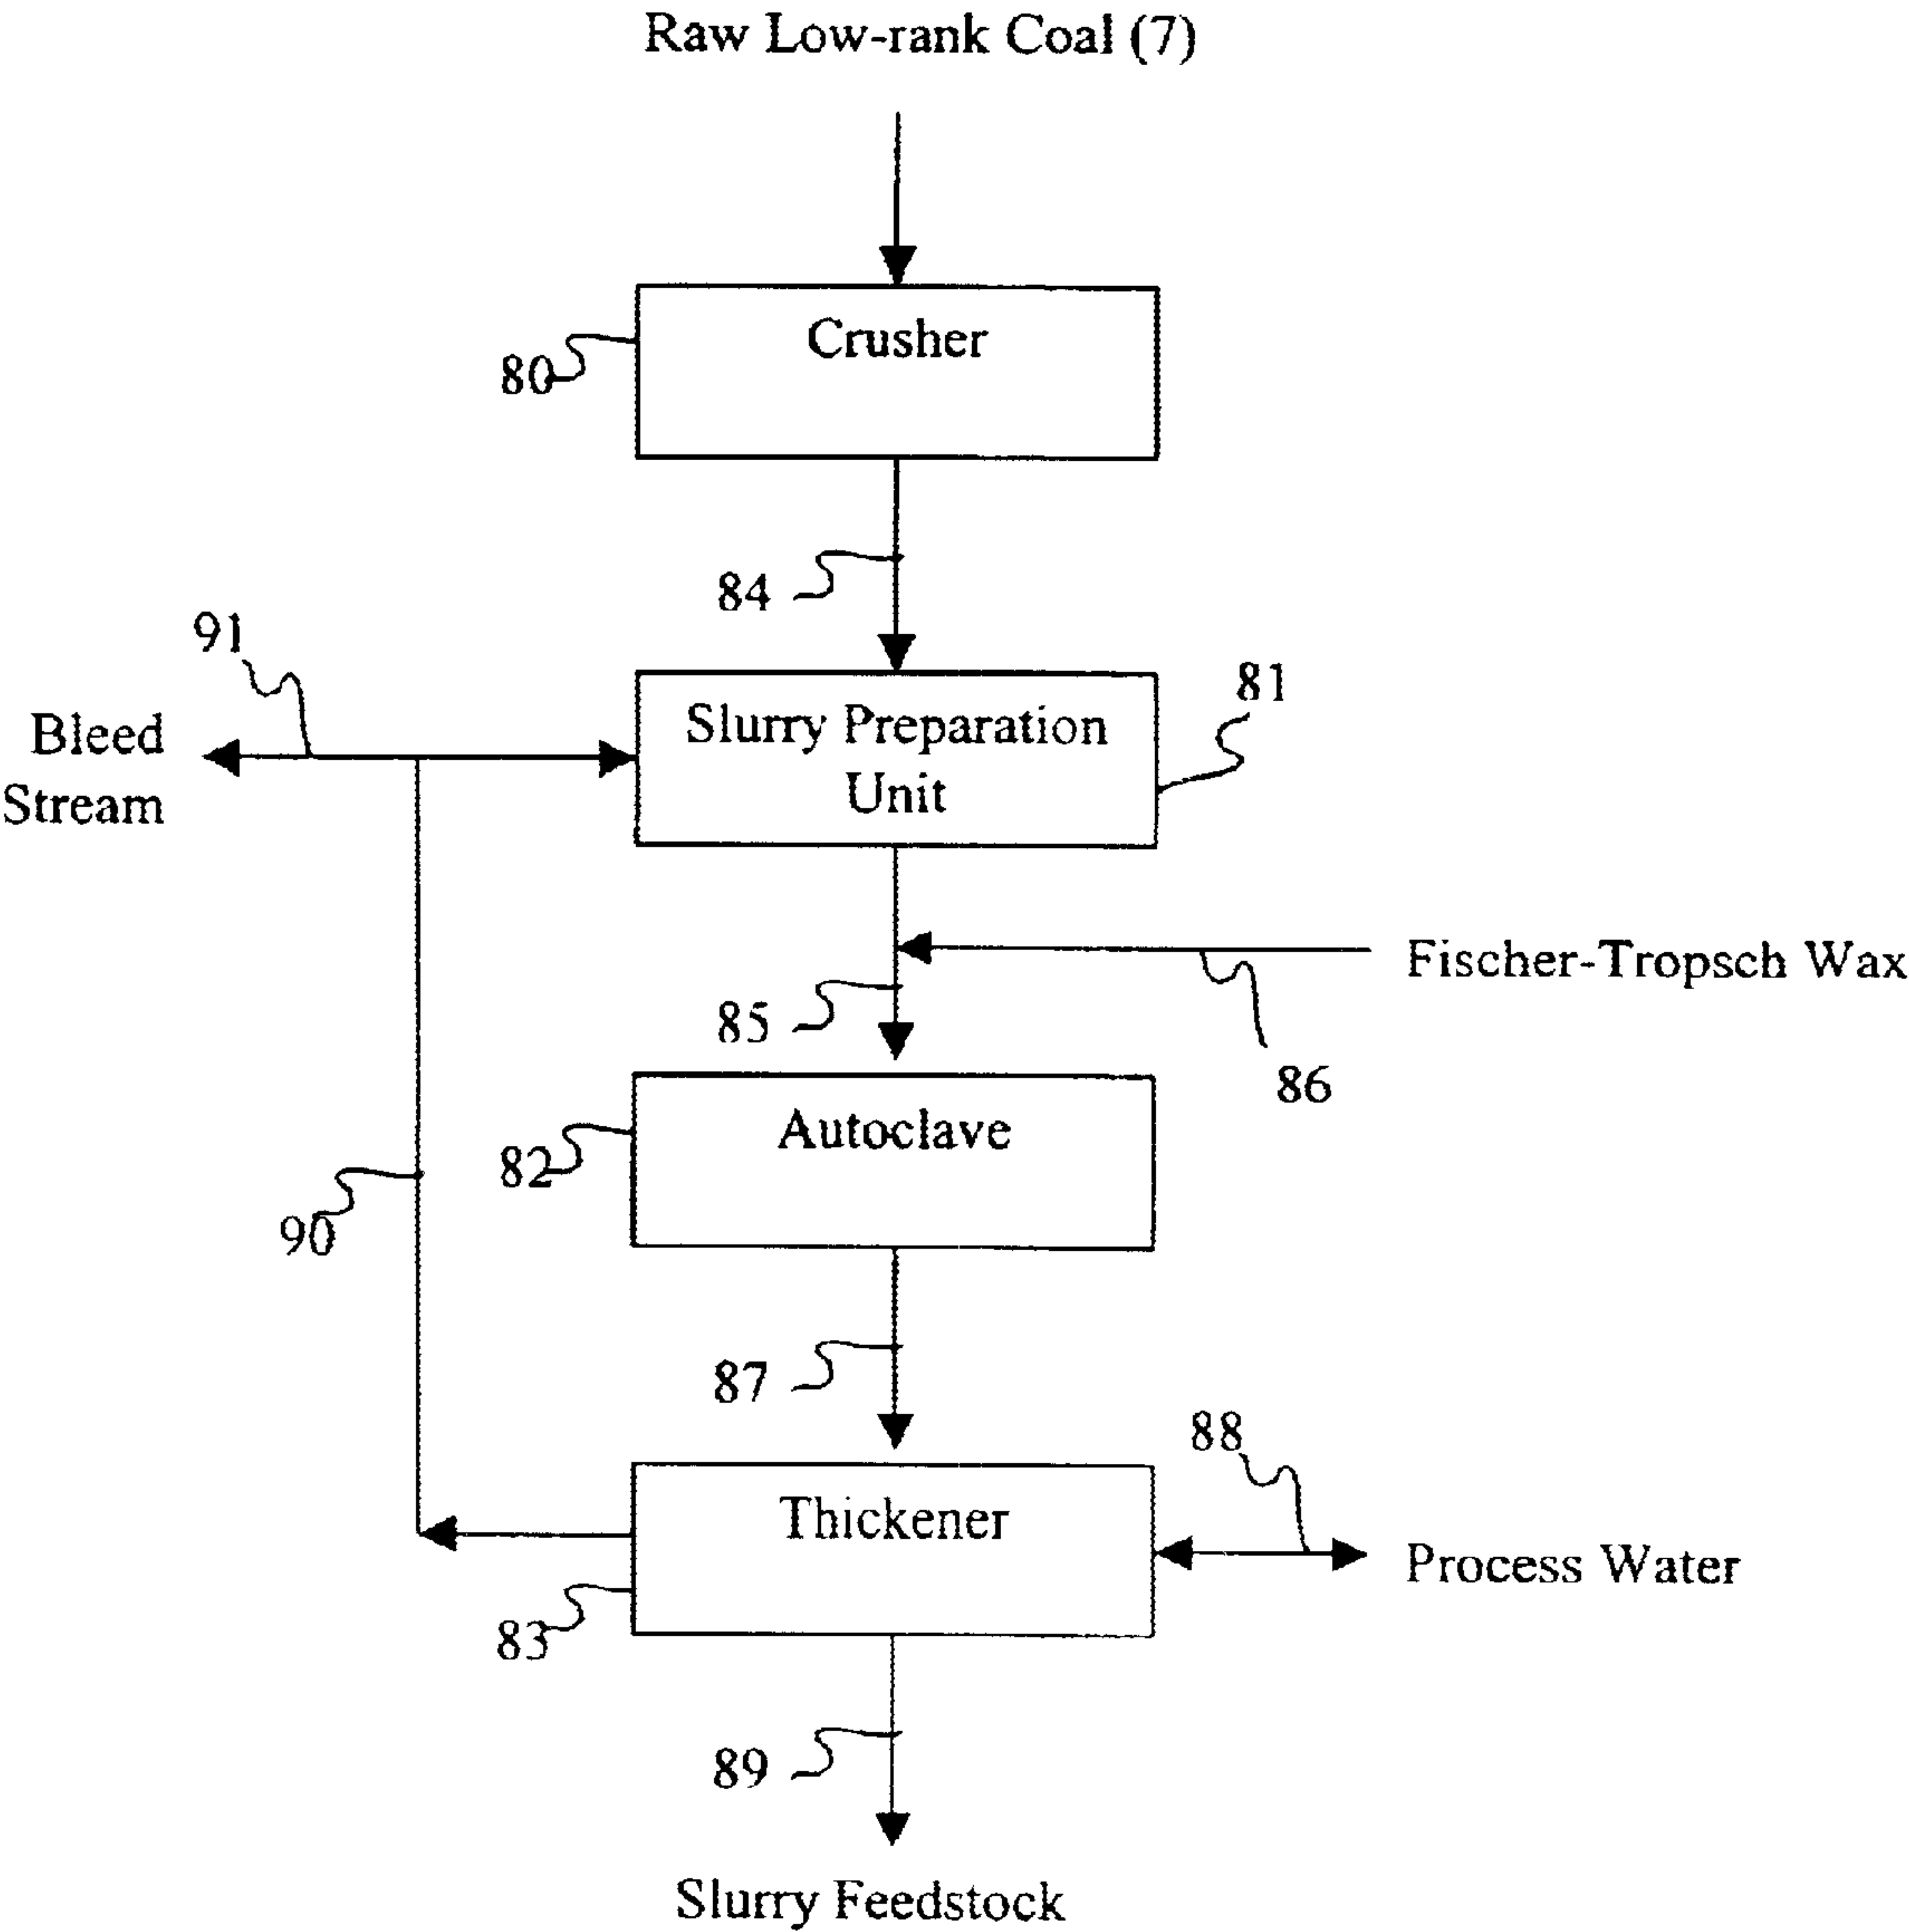 Raw Low-rank Coal (7)
Crusher
80
84
91
81
Bleed
Stream
Slurry Preparation
Unit
Fischer-Tropsch Wax
85
86
Autoclave
82
90
87
88
Thickener
Process Water
83
89
Slurry Feedstock